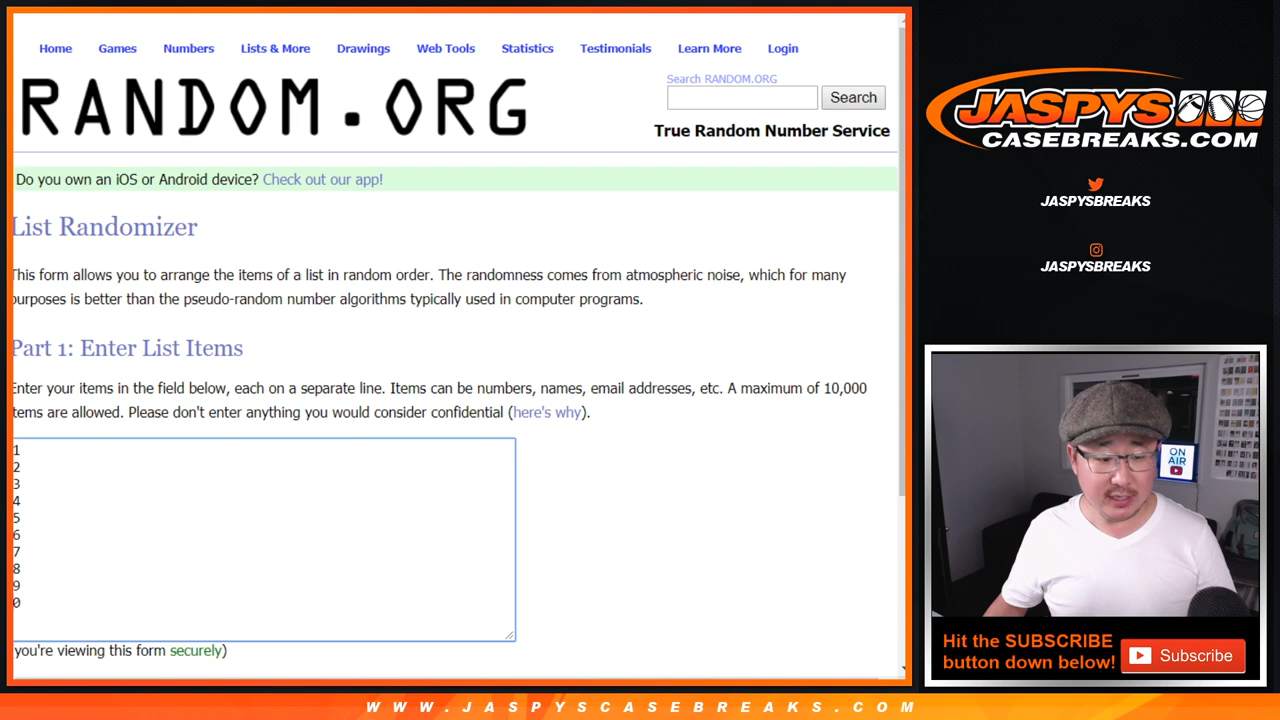 Home Games Numbers Lists & More Drawings Web Tools Statistics Testimonials Learn More Login
RANDOM.ORG
Search RANDOM.ORG
Search
True Random Number Service
Do you own an iOS or Android device? Check out our app!
List Randomizer
This form allows you to arrange the items of a list in random order. The randomness comes from atmospheric noise, which for many
purposes is better than the pseudo-random number algorithms typically used in computer programs.
Part 1: Enter List Items
Enter your items in the field below, each on a separate line. Items can be numbers, names, email addresses, etc. A maximum of 10,000
items are allowed. Please don't enter anything you would consider confidential (here's why).
1
2
3
4
5
6
7
8
9
0
you're viewing this form securely)
JASPYS
CASEBREAKS.COM
JASPYSBREAKS
JASPYSBREAKS
ON
AIR
Hit the SUBSCRIBE
button down below!
Subscribe
WWW.JASPYSCASEBREAKS.COM